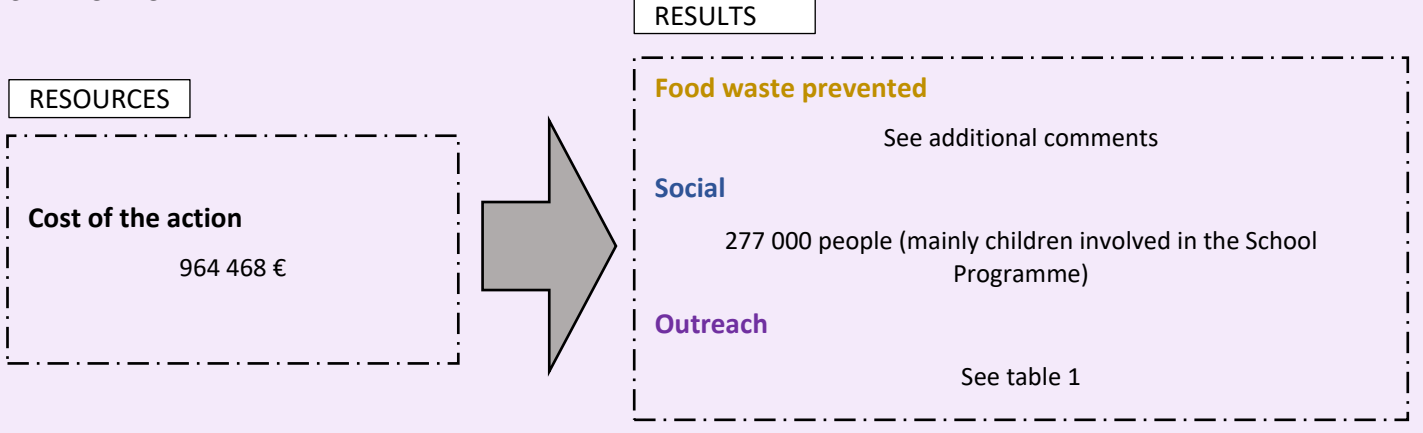 RESOURCES
Cost of the action
964 468 €
RESULTS
Food waste prevented
See additional comments
Social
277 000 people (mainly children involved in the School
Programme)
Outreach
See table 1